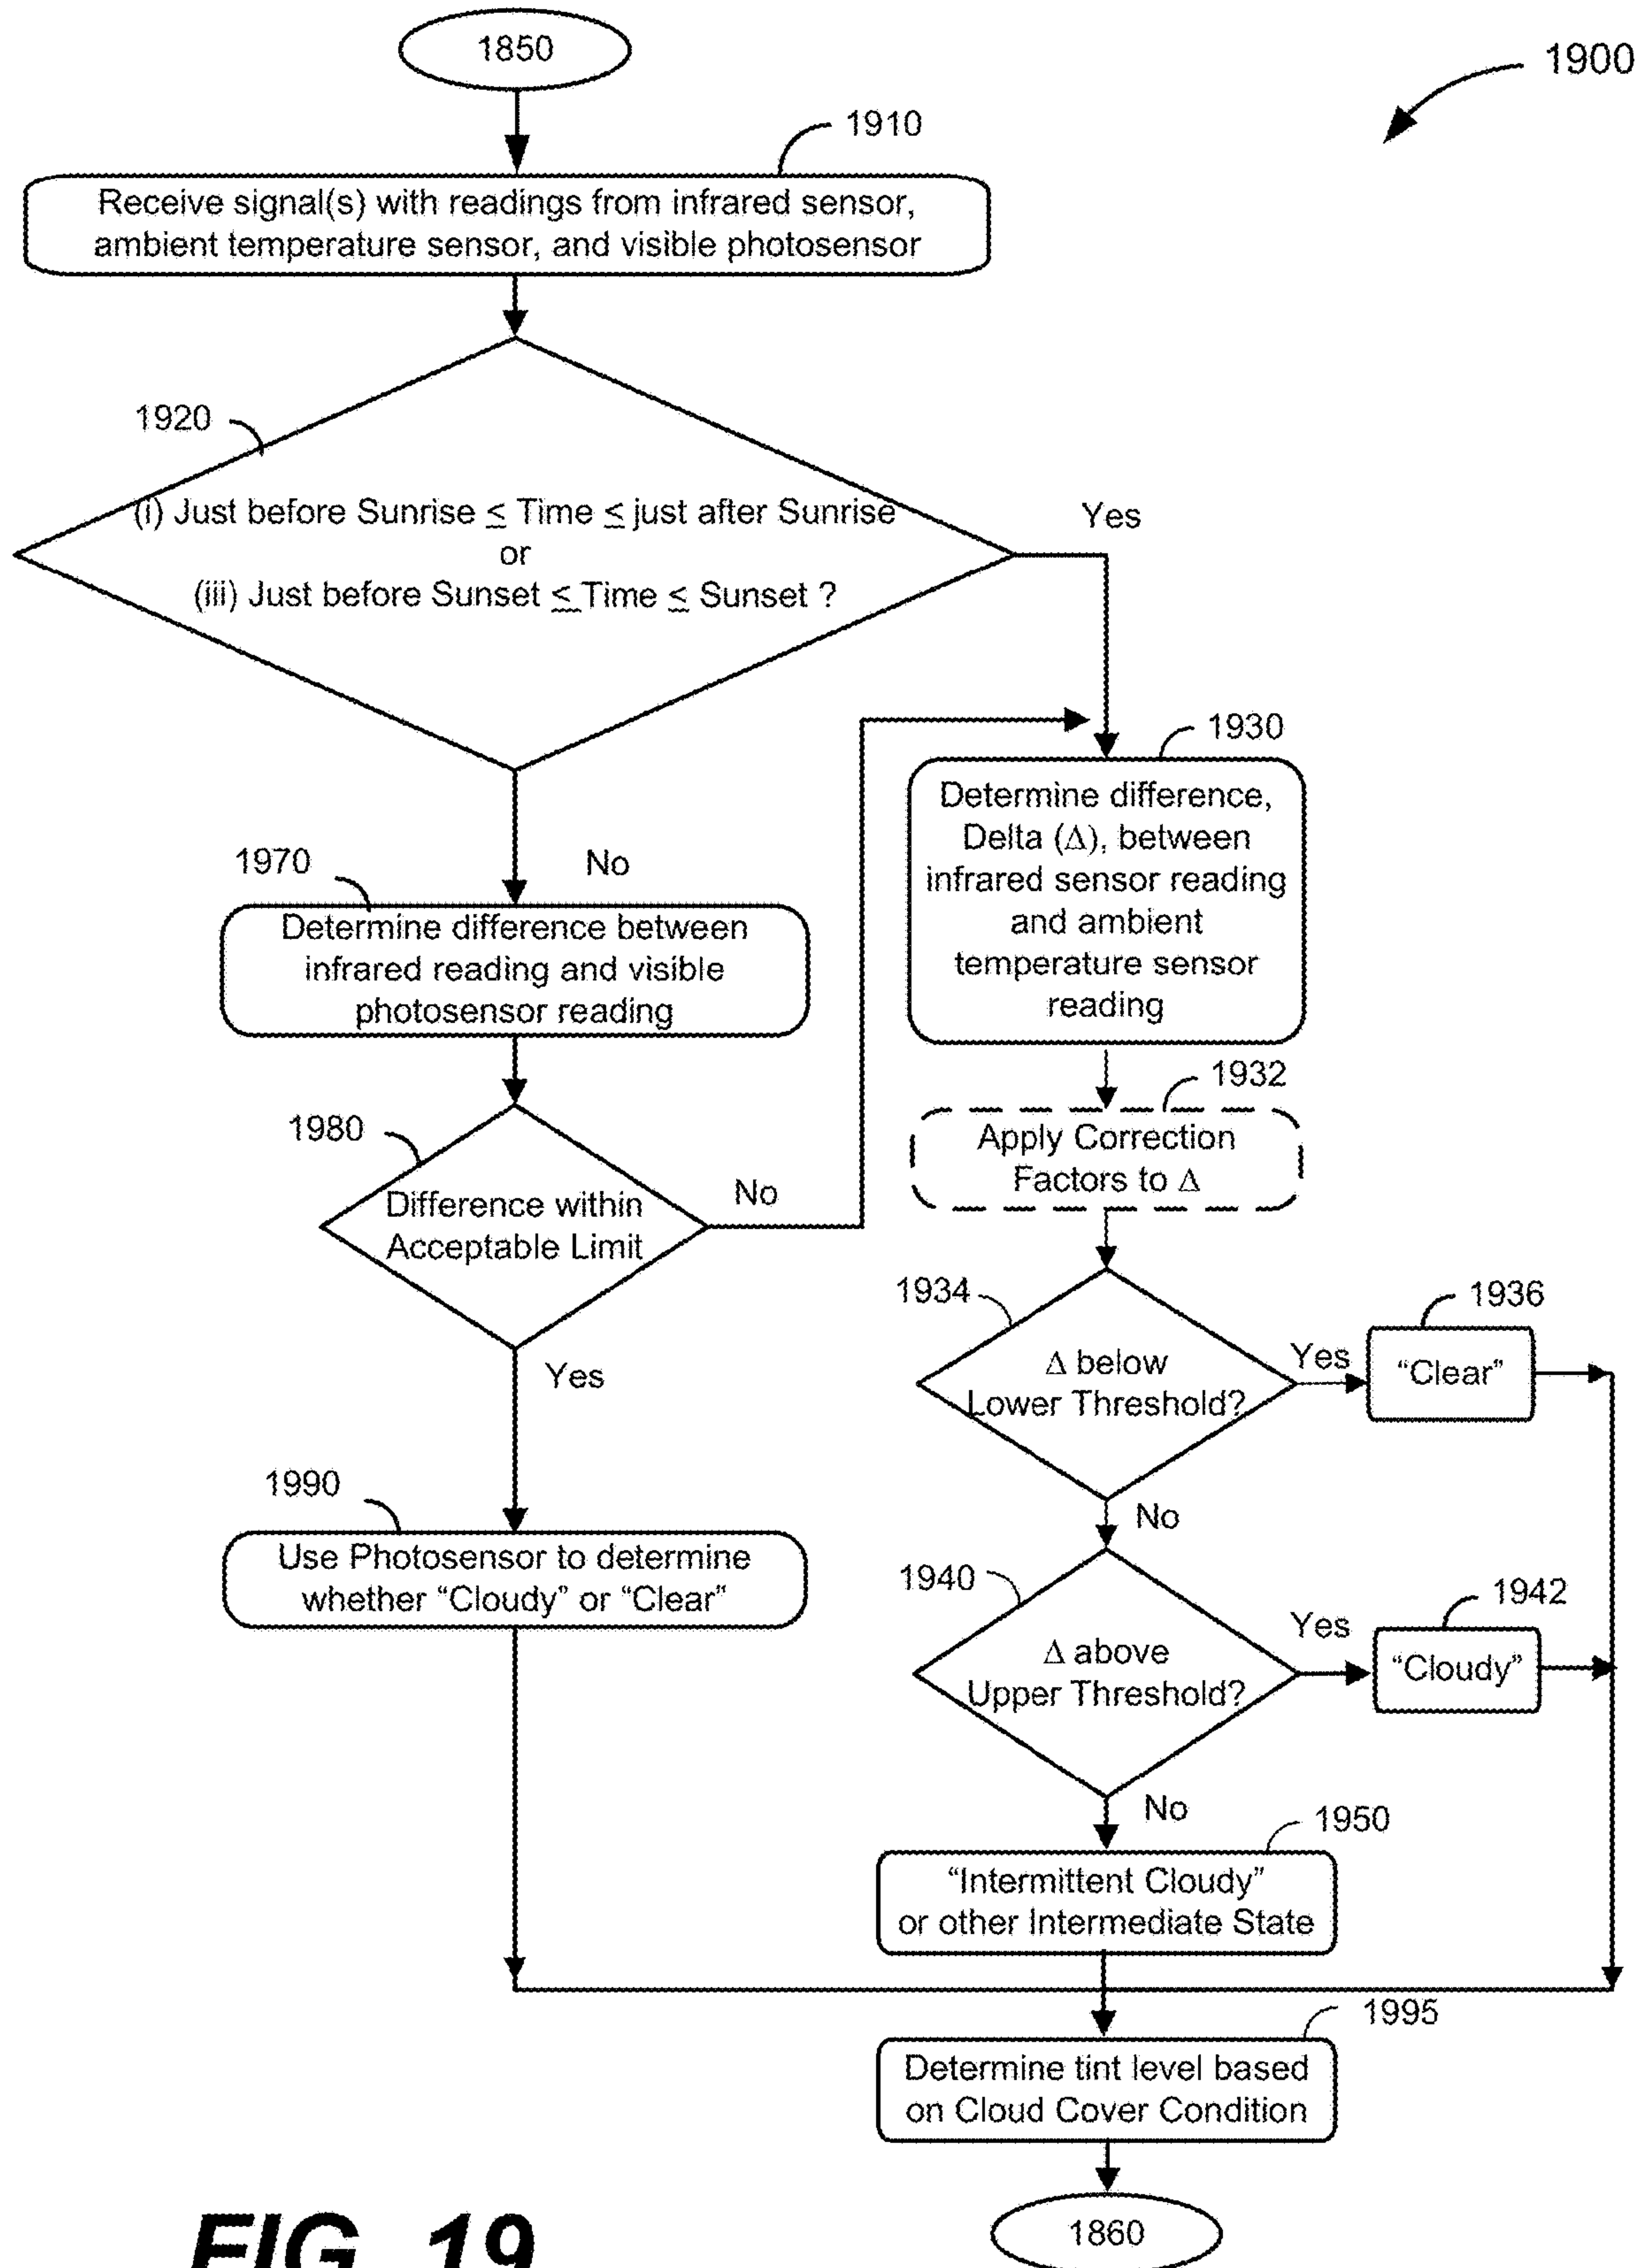 1850
1900
1910
Receive signal(s) with readings from infrared sensor,
ambient temperature sensor, and visible photosensor
1920
(i) Just before Sunrise ≤ Time ≤ just after Sunrise
or
(iii) Just before Sunset ≤ Time ≤ Sunset ?
Yes
No
1970
Determine difference between
infrared reading and visible
photosensor reading
1980
Difference within
Acceptable Limit
No
Yes
1990
Use Photosensor to determine
whether “Cloudy” or “Clear”
1930
Determine difference,
Delta (Δ), between
infrared sensor reading
and ambient
temperature sensor
reading
1932
Apply Correction
Factors to Δ
1934
Δ below
Lower Threshold?
Yes
1936
“Clear”
No
1940
Δ above
Upper Threshold?
Yes
1942
“Cloudy”
No
1950
“Intermittent Cloudy”
or other Intermediate State
1995
Determine tint level based
on Cloud Cover Condition
1860
FIG. 19